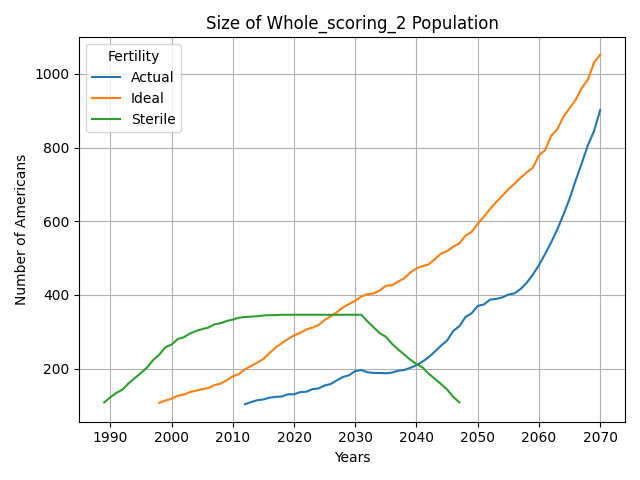 Size of Whole_scoring_2 Population
Fertility
Actual
Ideal
Sterile
Number of Americans
1000
800
600
400
200
1990 2000 2010 2020 2030 2040 2050 2060 2070
Years